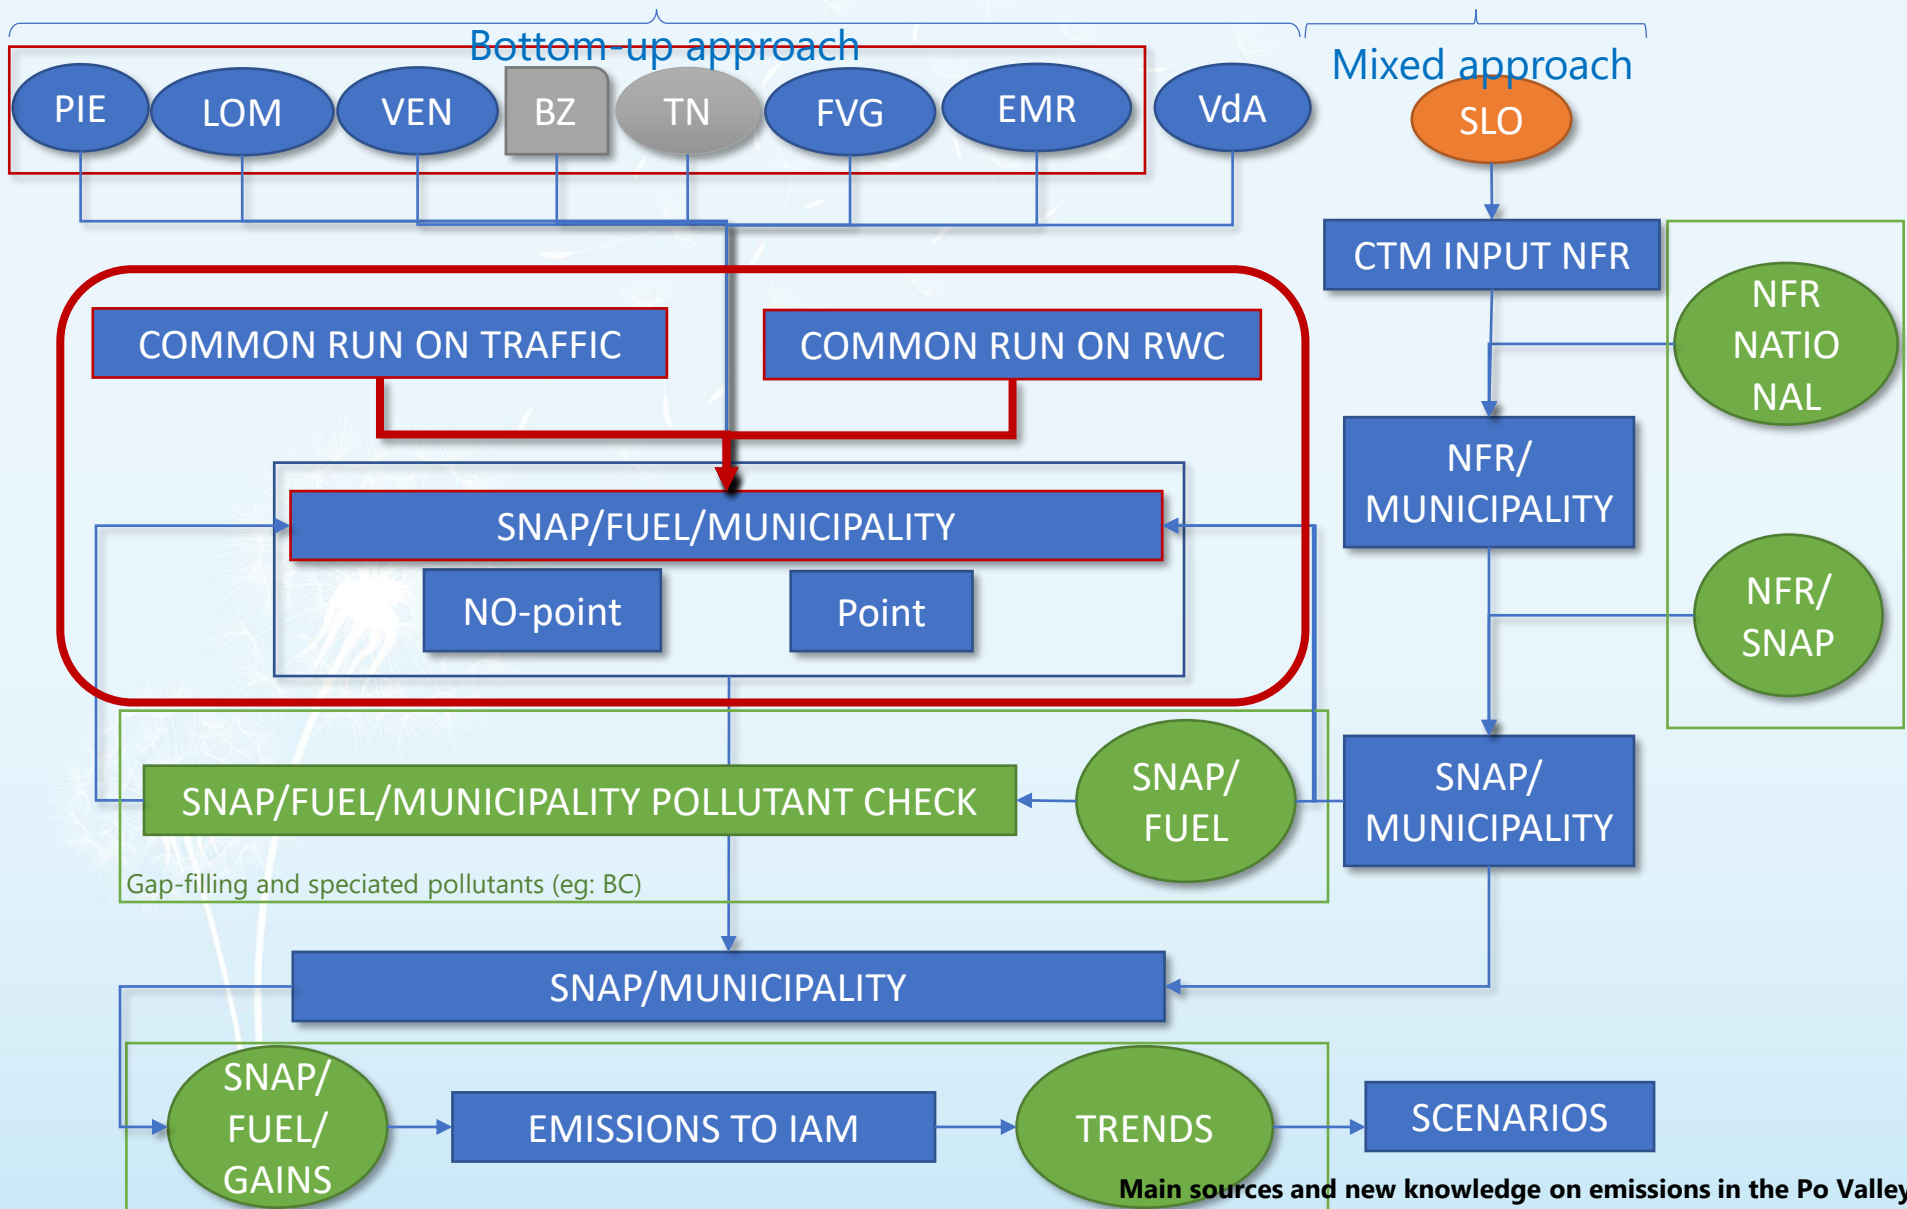 Bottom-up approach
Mixed approach
PIE
LOM
VEN
BZ
TN
FVG
EMR
VdA
SLO
CTM INPUT NFR
NFR
NATIO
NAL
COMMON RUN ON TRAFFIC
COMMON RUN ON RWC
NFR/
MUNICIPALITY
SNAP/FUEL/MUNICIPALITY
NO-point
Point
NFR/
SNAP
SNAP/FUEL/MUNICIPALITY POLLUTANT CHECK
SNAP/
FUEL
SNAP/
MUNICIPALITY
Gap-filling and speciated pollutants (eg: BC)
SNAP/MUNICIPALITY
SNAP/
FUEL/
GAINS
EMISSIONS TO IAM
TRENDS
SCENARIOS
Main sources and new knowledge on emissions in the Po Valley